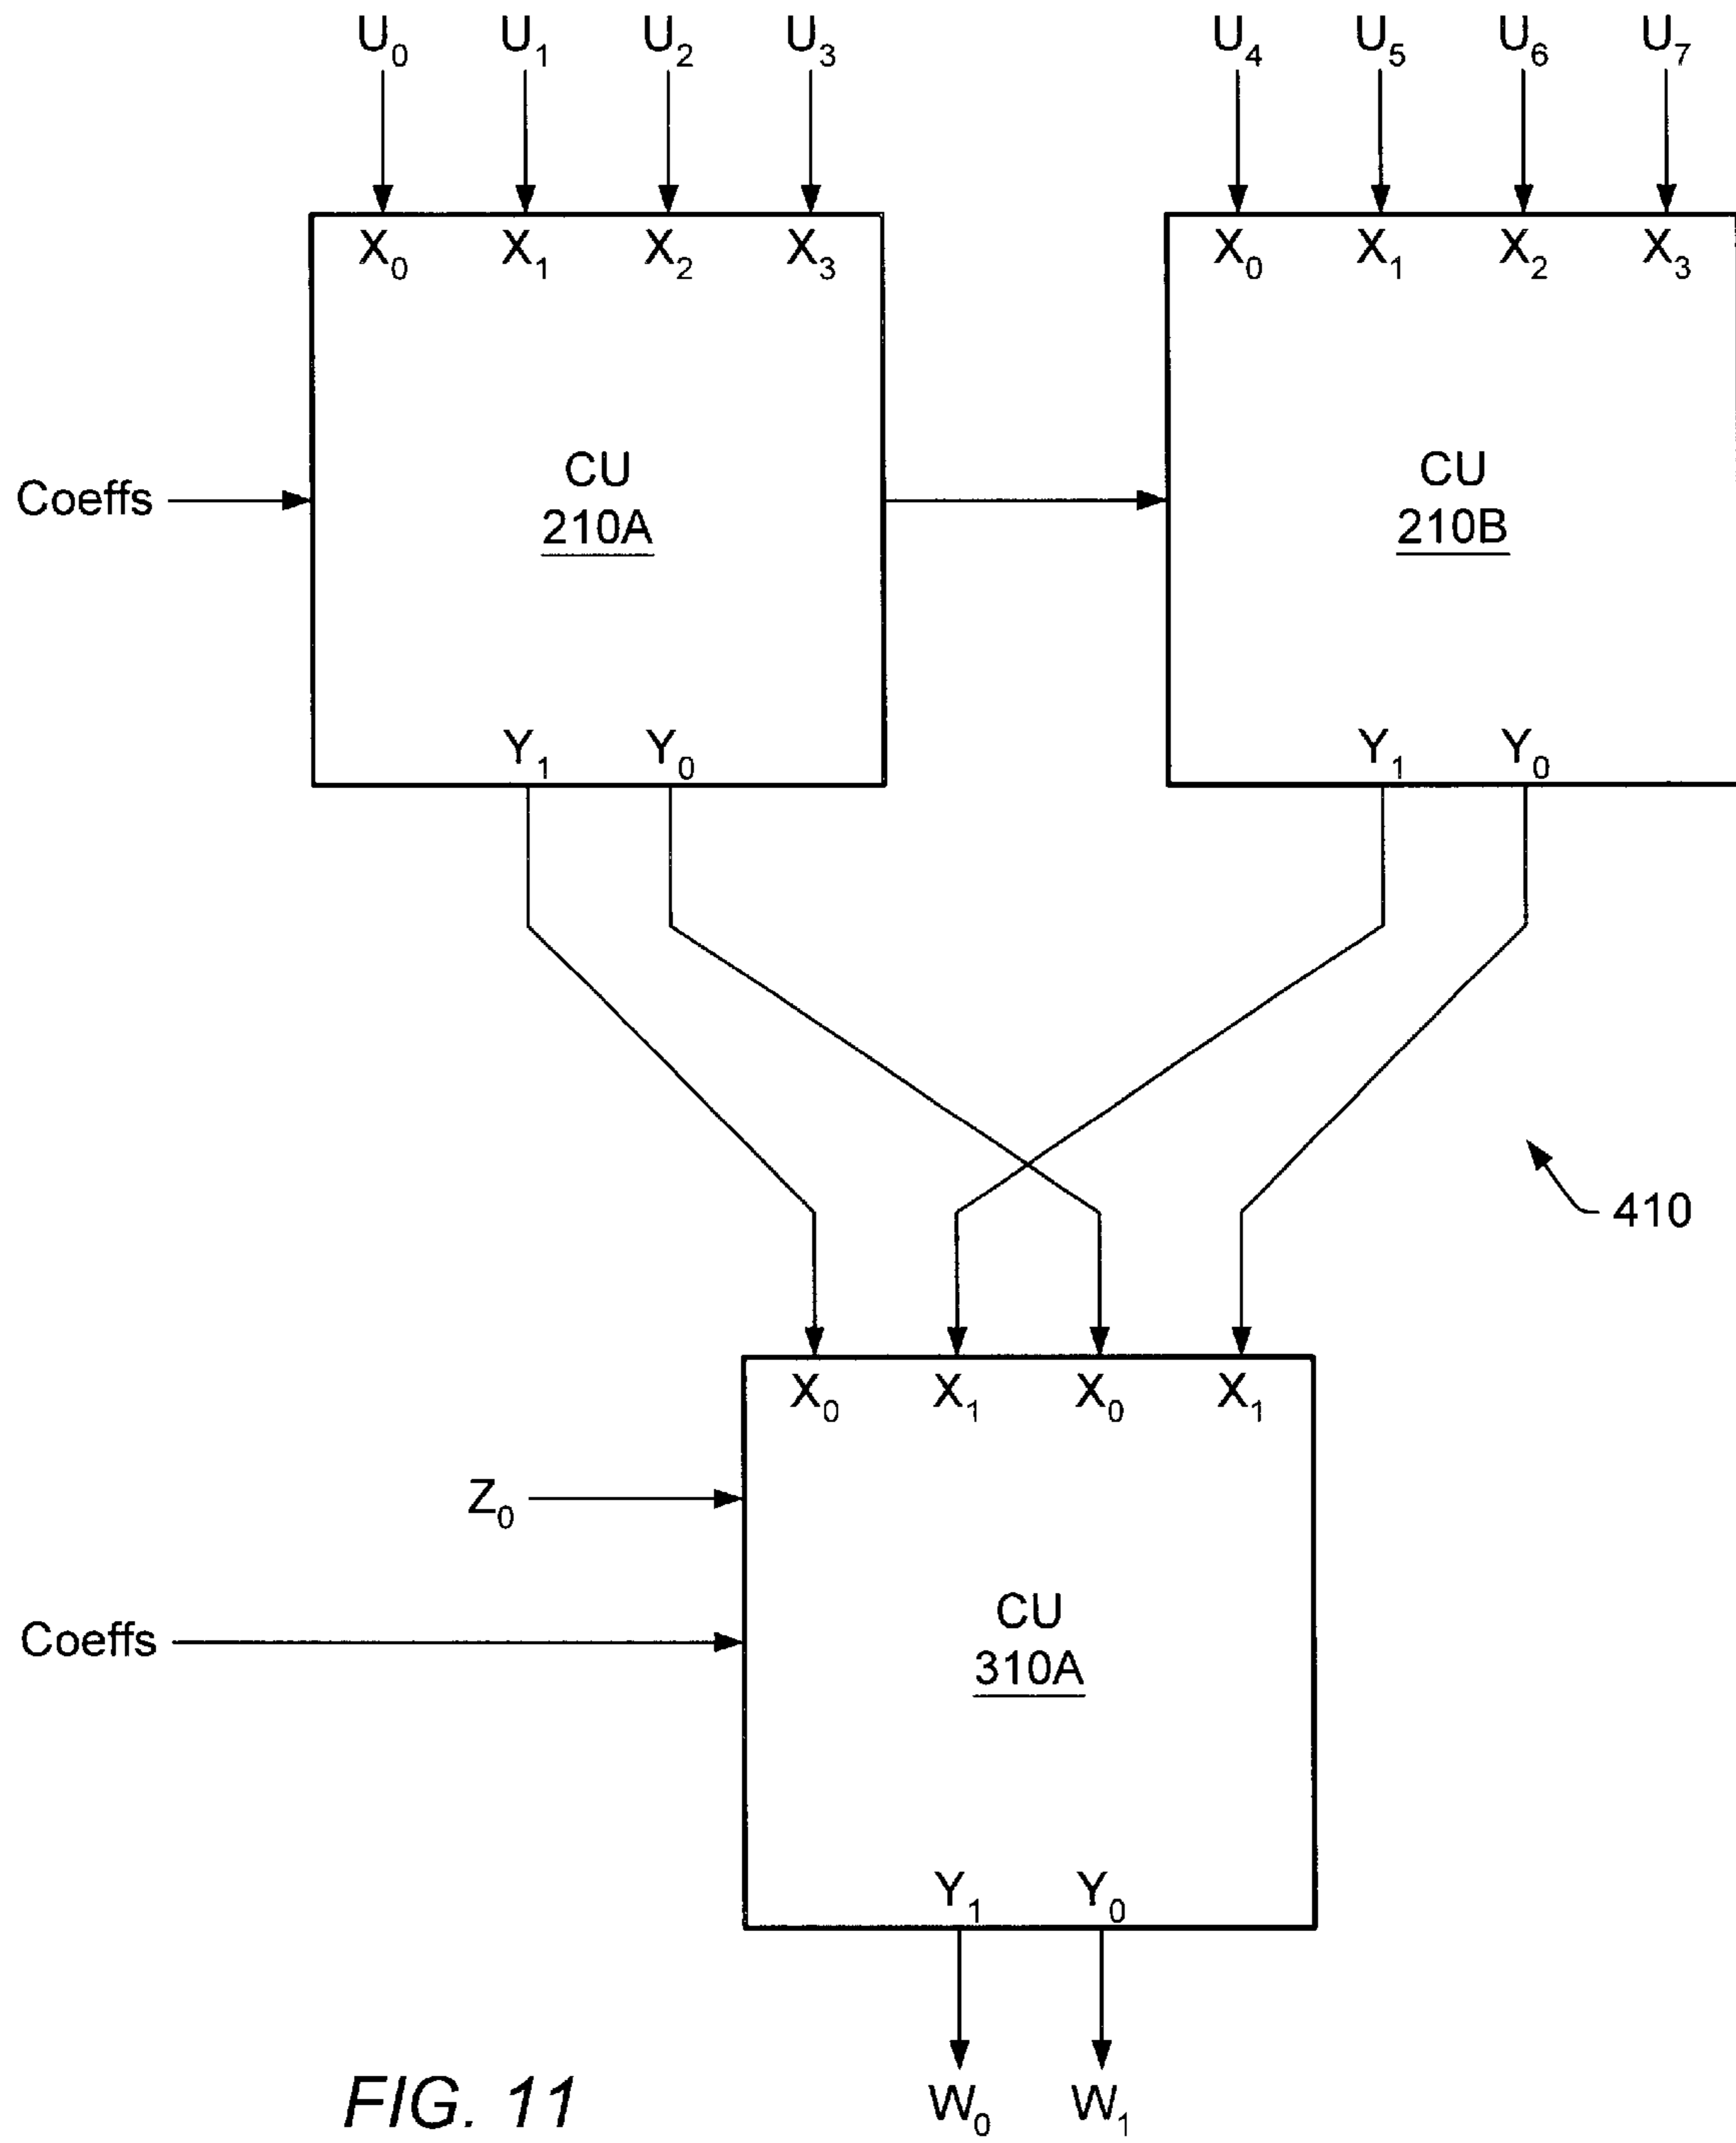 U₀ U₁ U₂ U₃ U₄ U₅ U₆ U₇
X₀ X₁ X₂ X₃ X₀ X₁ X₂ X₃
Coeffs
CU
210A
CU
210B
Y₁ Y₀ Y₁ Y₀
410
X₀ X₁ X₀ X₁
Z₀
Coeffs
CU
310A
Y₁ Y₀
W₀ W₁
FIG. 11